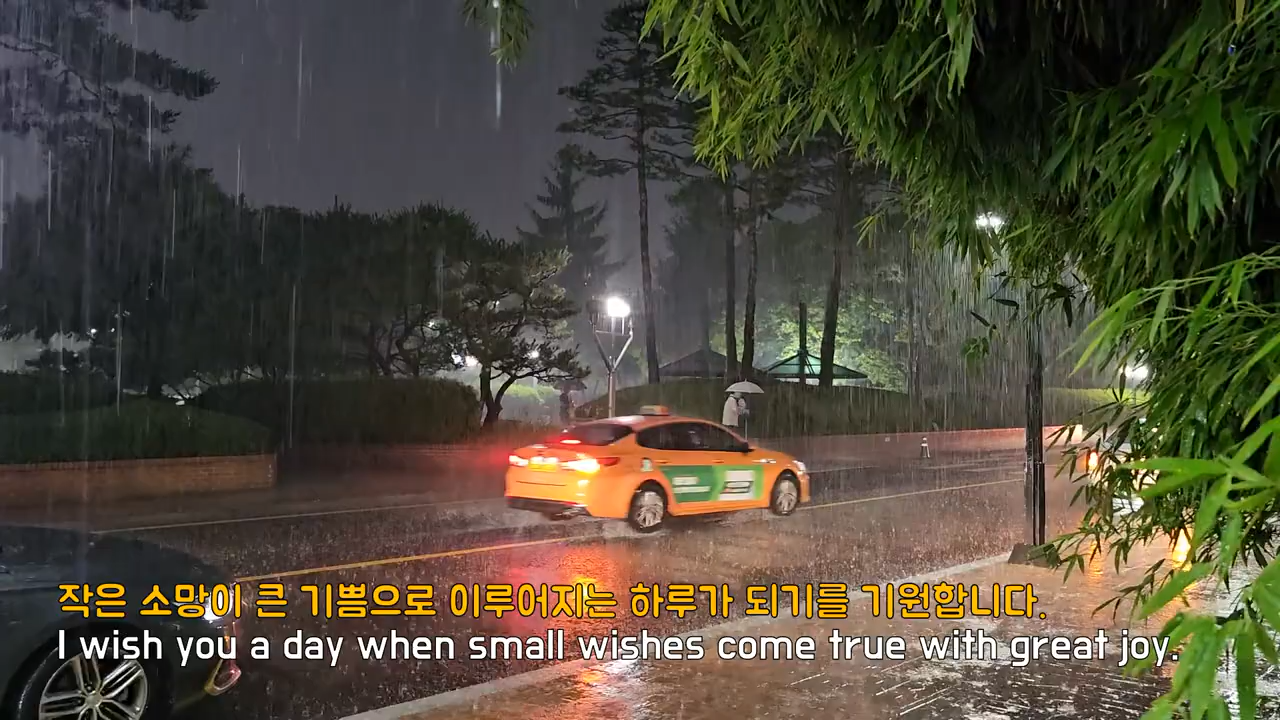 작은 소망이 큰 기쁨으로 이루어지는 하루가 되기를 기원합니다.
I wish you a day when small wishes come true with great joy.